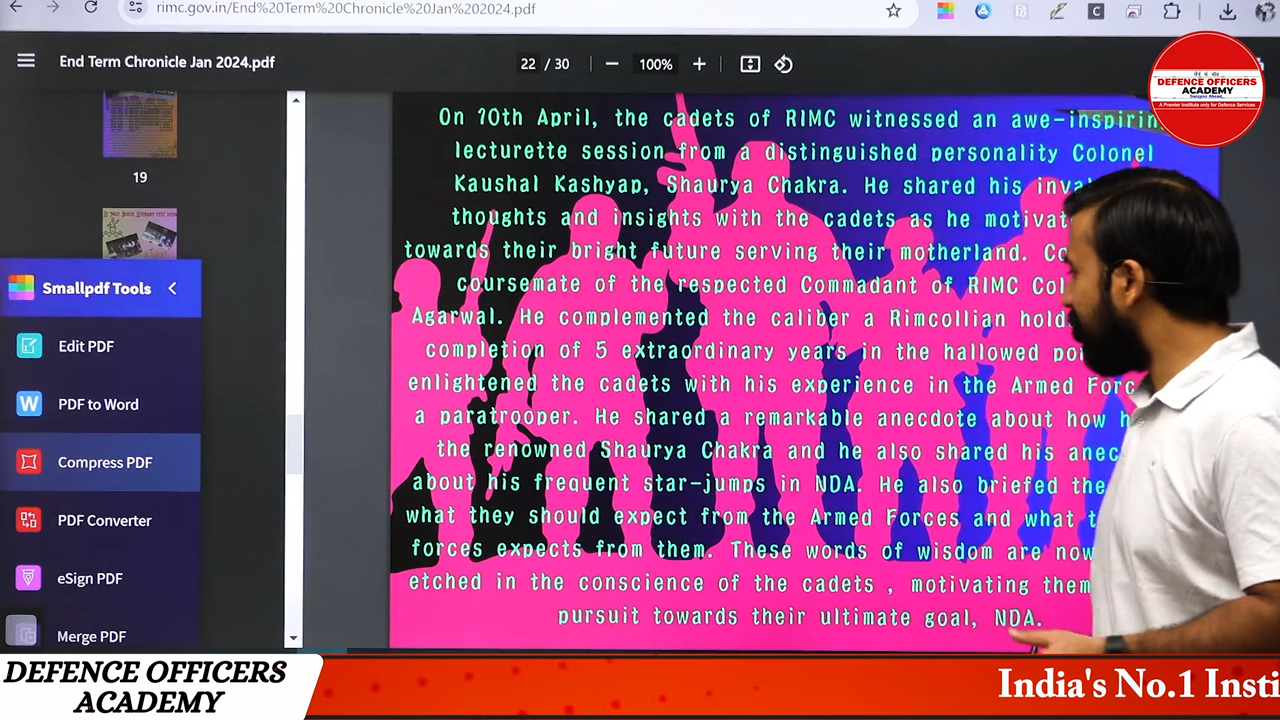 rimc.gov.in/End%20Term%20Chronicle%20Jan%202024.pdf
End Term Chronicle Jan 2024.pdf
22 / 30
100%
DEFENCE OFFICERS
ACADEMY
Success Ahead...
A Premier Institute only for Defence Services
19
Smallpdf Tools
Edit PDF
PDF to Word
Compress PDF
PDF Converter
eSign PDF
Merge PDF
On 10th April, the cadets of RIMC witnessed an awe-inspiring
lecturette session from a distinguished personality Colonel
Kaushal Kashyap, Shaurya Chakra. He shared his inva
thoughts and insights with the cadets as he motivat
towards their bright future serving their motherland. Co
coursemate of the respected Commadant of RIMC Col
Agarwal. He complemented the caliber a Rimcollian hold
completion of 5 extraordinary years in the hallowed po
enlightened the cadets with his experience in the Armed Forc
a paratrooper. He shared a remarkable anecdote about how h
the renowned Shaurya Chakra and he also shared his anec
about his frequent star-jumps in NDA. He also briefed the
what they should expect from the Armed Forces and what t
forces expects from them. These words of wisdom are now
etched in the conscience of the cadets , motivating them
pursuit towards their ultimate goal, NDA.
DEFENCE OFFICERS
ACADEMY
India's No.1 Insti